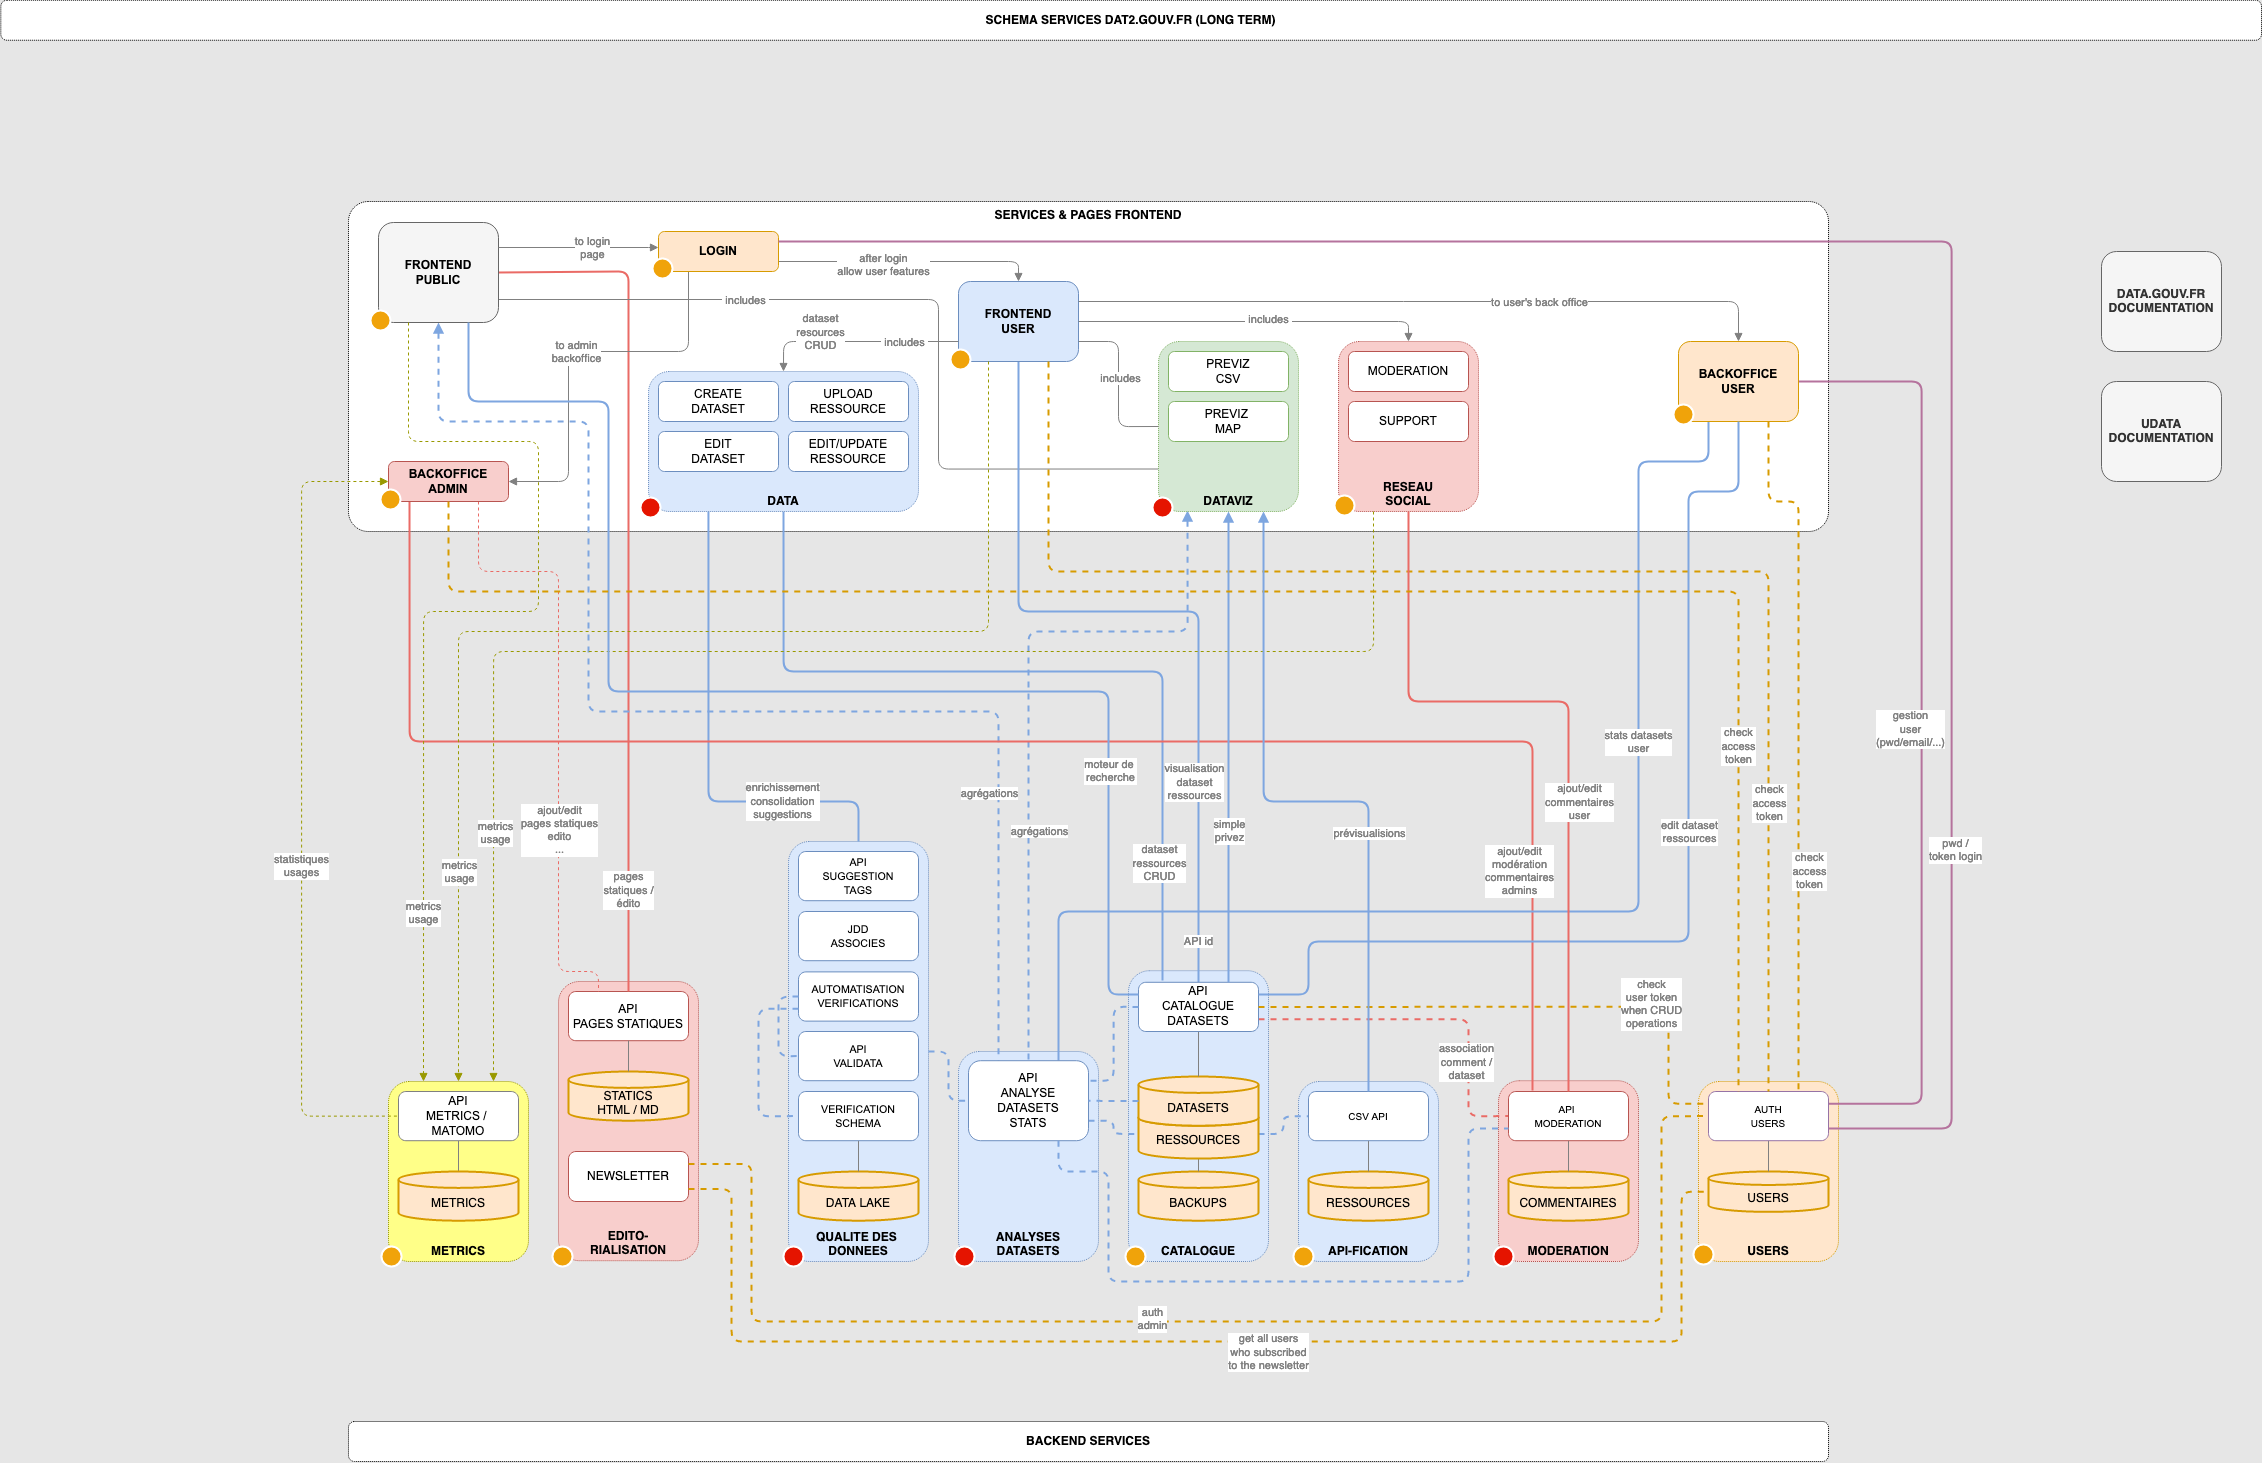 SCHEMA SERVICES DAT2.GOUV.FR (LONG TERM)
SERVICES & PAGES FRONTEND
FRONTEND
PUBLIC
to login
page
LOGIN
after login
allow user features
includes
FRONTEND
USER
to user's back office
includes
dataset
resources
CRUD
includes
includes
to admin
backoffice
DATA.GOUV.FR
DOCUMENTATION
UDATA
DOCUMENTATION
BACKOFFICE
ADMIN
CREATE
DATASET
UPLOAD
RESSOURCE
EDIT
DATASET
EDIT/UPDATE
RESSOURCE
DATA
PREVIZ
CSV
PREVIZ
MAP
DATAVIZ
MODERATION
SUPPORT
RESEAU
SOCIAL
BACKOFFICE
USER
statistiques
usages
metrics
usage
metrics
usage
metrics
usage
ajout/edit
pages statiques
edito
...
pages
statiques /
édito
enrichissement
consolidation
suggestions
agrégations
agrégations
moteur de
recherche
dataset
ressources
CRUD
visualisation
dataset
ressources
simple
privez
API id
prévisualisions
ajout/edit
modération
commentaires
admins
ajout/edit
commentaires
user
stats datasets
user
edit dataset
ressources
check
access
token
check
access
token
check
access
token
gestion
user
(pwd/email/...)
pwd /
token login
check
user token
when CRUD
operations
association
comment /
dataset
API
METRICS /
MATOMO
METRICS
METRICS
API
PAGES STATIQUES
STATICS
HTML / MD
NEWSLETTER
EDITO-
RIALISATION
API
SUGGESTION
TAGS
JDD
ASSOCIES
AUTOMATISATION
VERIFICATIONS
API
VALIDATA
VERIFICATION
SCHEMA
DATA LAKE
QUALITE DES
DONNEES
API
ANALYSE
DATASETS
STATS
ANALYSES
DATASETS
API
CATALOGUE
DATASETS
DATASETS
RESSOURCES
BACKUPS
CATALOGUE
CSV API
RESSOURCES
API-FICATION
API
MODERATION
COMMENTAIRES
MODERATION
AUTH
USERS
USERS
USERS
auth
admin
get all users
who subscribed
to the newsletter
BACKEND SERVICES